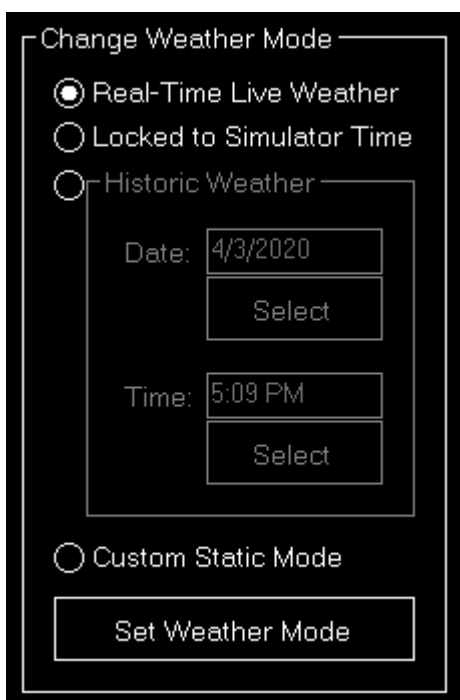 Change Weather Mode
Real-Time Live Weather
Locked to Simulator Time
Historic Weather
Date: 4/3/2020
Select
Time: 5:09 PM
Select
Custom Static Mode
Set Weather Mode